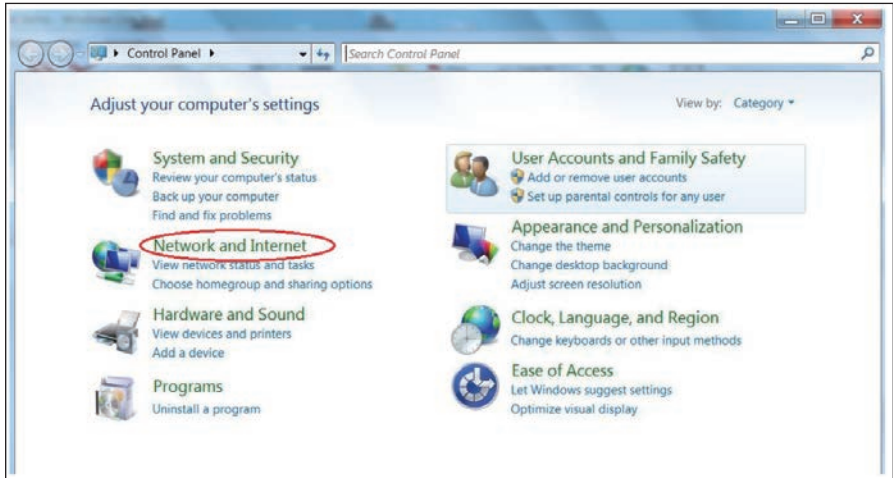 Control Panel
Search Control Panel
Adjust your computer's settings
View by: Category
System and Security
Review your computer's status
Back up your computer
Find and fix problems
Network and Internet
View network status and tasks
Choose homegroup and sharing options
Hardware and Sound
View devices and printers
Add a device
Programs
Uninstall a program
User Accounts and Family Safety
Add or remove user accounts
Set up parental controls for any user
Appearance and Personalization
Change the theme
Change desktop background
Adjust screen resolution
Clock, Language, and Region
Change keyboards or other input methods
Ease of Access
Let Windows suggest settings
Optimize visual display